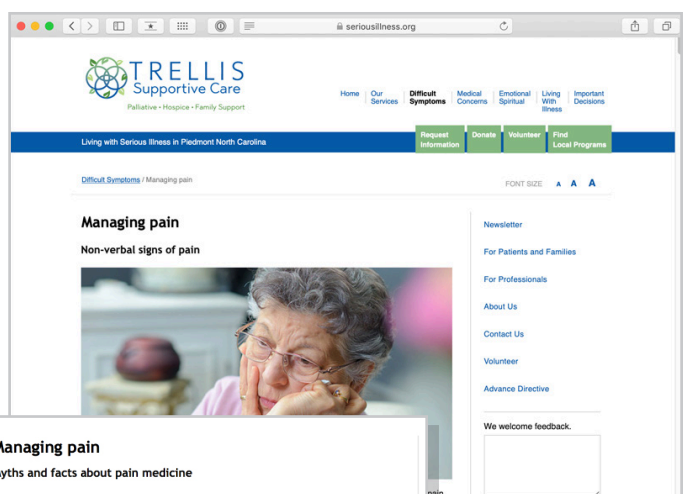 seriousillness.org
TRELLIS
Supportive Care
Palliative • Hospice • Family Support
Home
Our
Services
Difficult
Symptoms
Medical
Concerns
Emotional
Spiritual
Living
With
Illness
Important
Decisions
Living with Serious Illness in Piedmont North Carolina
Request
Information
Donate
Volunteer
Find
Local Programs
Difficult Symptoms / Managing pain
FONT SIZE A A A
Managing pain
Non-verbal signs of pain
Newsletter
For Patients and Families
For Professionals
About Us
Contact Us
Volunteer
Advance Directive
We welcome feedback.
Managing pain
yths and facts about pain medicine
pain